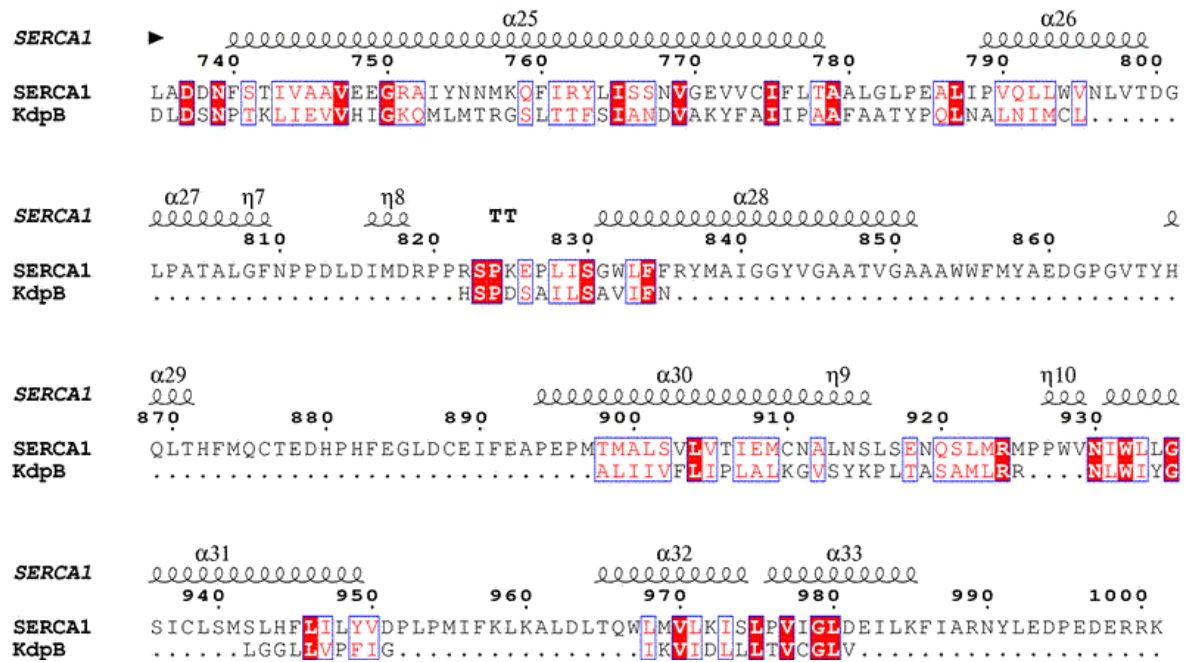 SERCA1 α25 α26
740 750 760 770 780 790 800
SERCA1 LADDNFSTIVAAVEEGRAIYNNMKQFIRYLISSNVGEVVCIFLTAALGLPEALIPVQLLWVNLVTDG
KdpB DLDSNPTKLIEVVHIGKQMLMTRGSLTTFSIANDVAKYFAIIPAAFAATYPQLNALNIMCL......
SERCA1 α27 η7 η8 TT α28
810 820 830 840 850 860
SERCA1 LPATALGFNPPDLDIMDRPPRSPKEPLISGWLFFRYMAIGGYVGAATVGAAAWWFMYAEDGPGVTYH
KdpB ....................HSPDSAILSAVIFN.................................
SERCA1 α29 α30 η9 η10
870 880 890 900 910 920 930
SERCA1 QLTHFMQCTEDHPHFEGLDCEIFEAPEPMTMALSVLVTIEMCNALNSLSENQSLMRMPPWVNIWLLG
KdpB .............................ALIIVFLIPLALKGVSYKPLTASAMLRR....NLWIYG
SERCA1 α31 α32 α33
940 950 960 970 980 990 1000
SERCA1 SICLSMSLHFLILYVDPLPMIFKLKALDLTQWLMVLKISLPVIGLDEILKFIARNYLEDPEDERRK
KdpB ......LGGLLVPFIG................IKVIDLLLTVCGLV....................